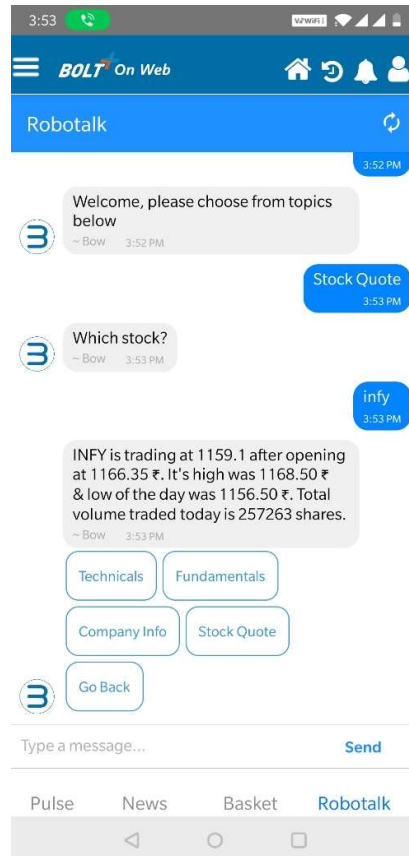 3:53
VoWiFi
BOLT+ On Web
Robotalk
3:52 PM
Welcome, please choose from topics
below
~ Bow 3:52 PM
Stock Quote
3:53 PM
Which stock?
~ Bow 3:53 PM
infy
3:53 PM
INFY is trading at 1159.1 after opening
at 1166.35 ₹. It's high was 1168.50 ₹
& low of the day was 1156.50 ₹. Total
volume traded today is 257263 shares.
~ Bow 3:53 PM
Technicals Fundamentals
Company Info Stock Quote
Go Back
Type a message... Send
Pulse News Basket Robotalk